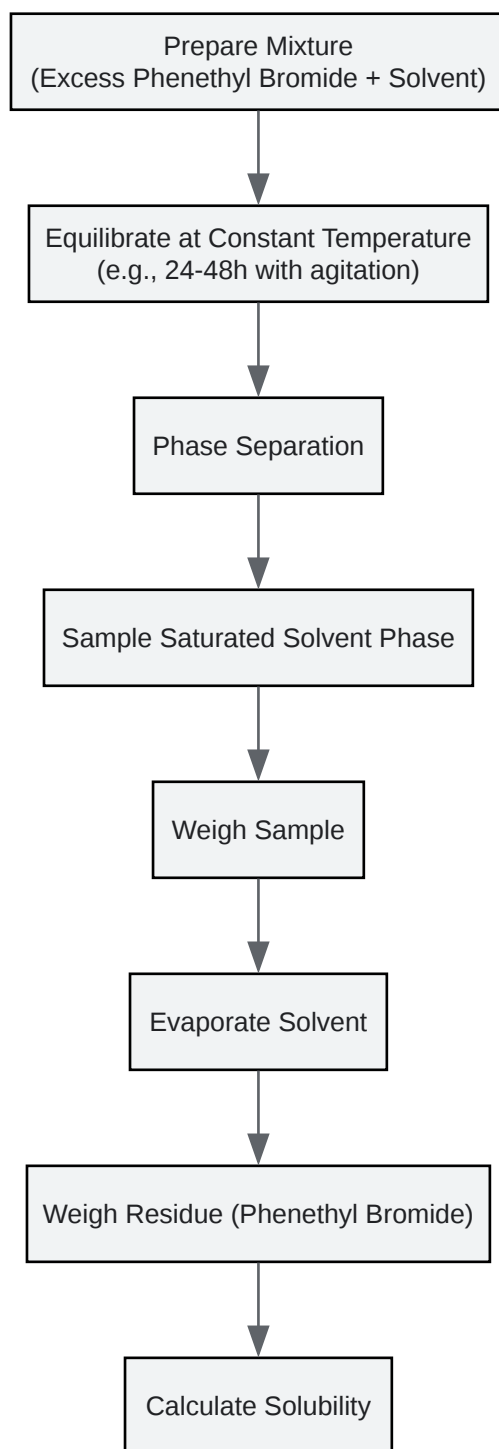 Prepare Mixture
(Excess Phenethyl Bromide + Solvent)
Equilibrate at Constant Temperature
(e.g., 24-48h with agitation)
Phase Separation
Sample Saturated Solvent Phase
Weigh Sample
Evaporate Solvent
Weigh Residue (Phenethyl Bromide)
Calculate Solubility